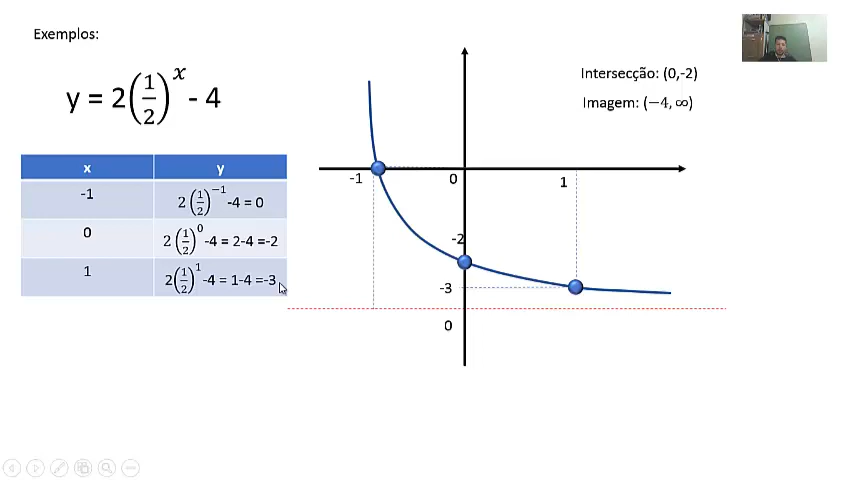 Exemplos:
y = 2(1/2)^x - 4
x y
-1 2(1/2)^−1 -4 = 0
0 2(1/2)^0 -4 = 2-4 =-2
1 2(1/2)^1 -4 = 1-4 =-3
Intersecção: (0,-2)
Imagem: (−4, ∞)
-1 0 1
-2
-3
0